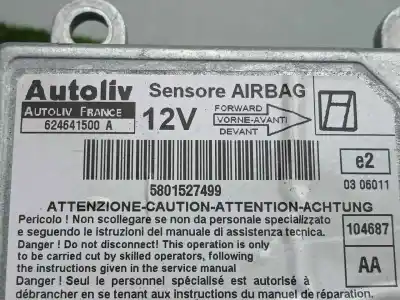 Autoliv Sensore AIRBAG
AUTOLIV FRANCE
624641500 A
12V
FORWARD
VORNE-AVANTI
DEVANT
5801527499
e2
03 06011
ATTENZIONE-CAUTION-ATTENTION-ACHTUNG
Pericolo ! Non scollegare se non da personale specializzato
e seguendo le istruzioni del manuale di assistenza tecnica.
Danger ! Do not disconnect! This operation is only
to be carried out by skilled operators, following
the instructions given in the service manual
Danger ! Seul le personnel spécialisé est autorisé à
débrancher en se tenant aux instructions du manuel de réparation.
104687
AA